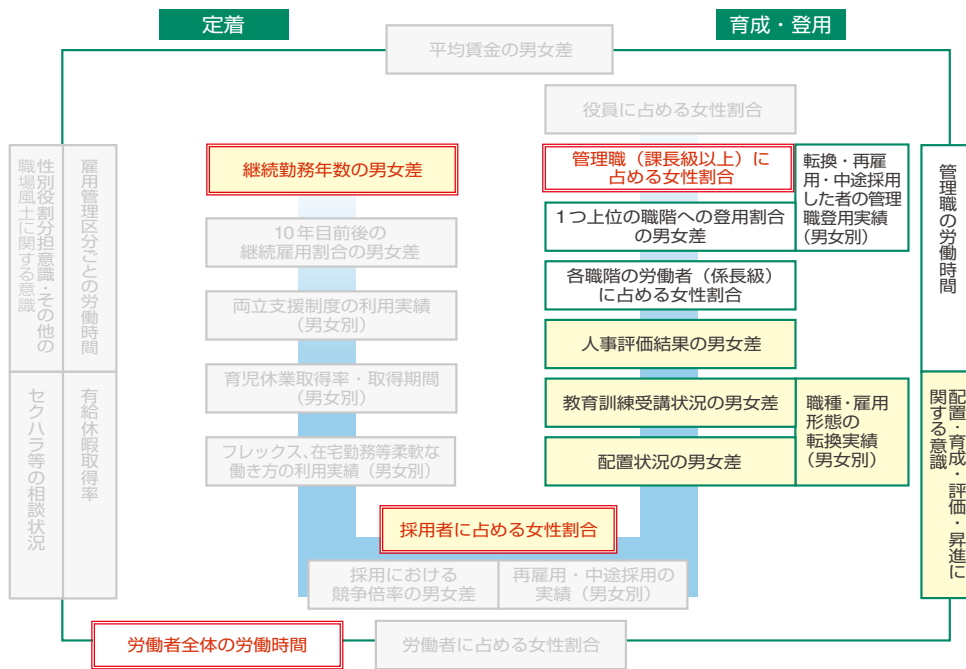 定着
育成・登用
平均賃金の男女差
役員に占める女性割合
性別役割分担意識・その他の
職場風土に関する意識
雇用管理区分ごとの労働時間
継続勤務年数の男女差
管理職（課長級以上）に
占める女性割合
転換・再雇
用・中途採用
した者の管理
職登用実績
（男女別）
管理職の労働時間
10年目前後の
継続雇用割合の男女差
1つ上位の職階への登用割合
の男女差
両立支援制度の利用実績
（男女別）
各職階の労働者（係長級）
に占める女性割合
人事評価結果の男女差
育児休業取得率・取得期間
（男女別）
教育訓練受講状況の男女差
職種・雇用
形態の
転換実績
（男女別）
配置・育成・評価・昇進に
関する意識
セクハラ等の相談状況
有給休暇取得率
フレックス、在宅勤務等柔軟な
働き方の利用実績（男女別）
配置状況の男女差
採用者に占める女性割合
採用における
競争倍率の男女差
再雇用・中途採用の
実績（男女別）
労働者全体の労働時間
労働者に占める女性割合